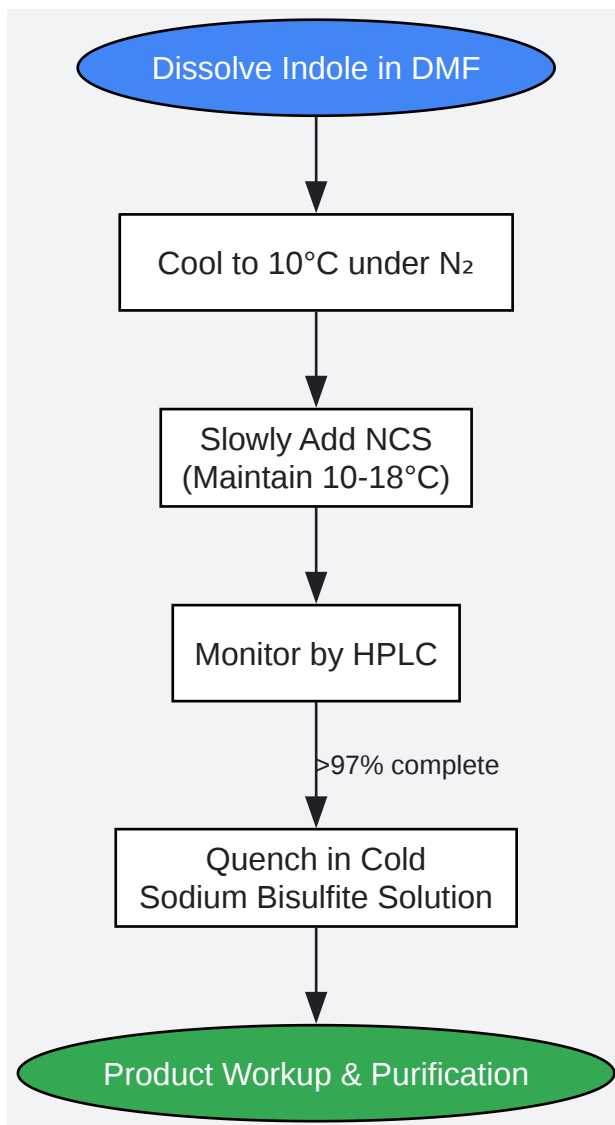 Dissolve Indole in DMF
Cool to 10°C under N₂
Slowly Add NCS
(Maintain 10-18°C)
Monitor by HPLC
>97% complete
Quench in Cold
Sodium Bisulfite Solution
Product Workup & Purification